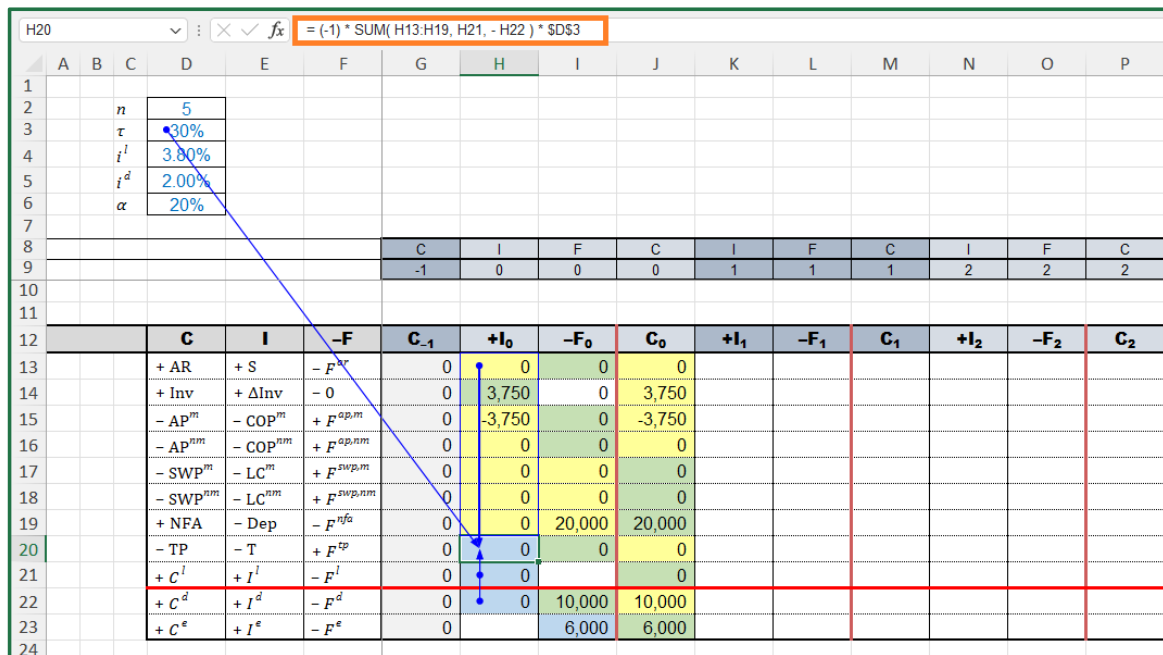 H20 fx = (-1) * SUM( H13:H19, H21, - H22 ) * $D$3
A B C D E F G H I J K L M N O P
1
2 n 5
3 τ 30%
4 i^l 3.80%
5 i^d 2.00%
6 α 20%
7
8 C I F C I F C I F C
9 -1 0 0 0 1 1 1 2 2 2
10
11
12 C I –F C₋₁ +I₀ –F₀ C₀ +I₁ –F₁ C₁ +I₂ –F₂ C₂
13 + AR + S – F^ar 0 0 0 0
14 + Inv + ΔInv – 0 0 3,750 0 3,750
15 – AP^m – COP^m + F^ap,m 0 -3,750 0 -3,750
16 – AP^nm – COP^nm + F^ap,nm 0 0 0 0
17 – SWP^m – LC^m + F^swp,m 0 0 0 0
18 – SWP^nm – LC^nm + F^swp,nm 0 0 0 0
19 + NFA – Dep – F^nfa 0 0 20,000 20,000
20 – TP – T + F^tp 0 0 0 0
21 + C^l + I^l – F^l 0 0 0
22 + C^d + I^d – F^d 0 0 10,000 10,000
23 + C^e + I^e – F^e 0 6,000 6,000
24